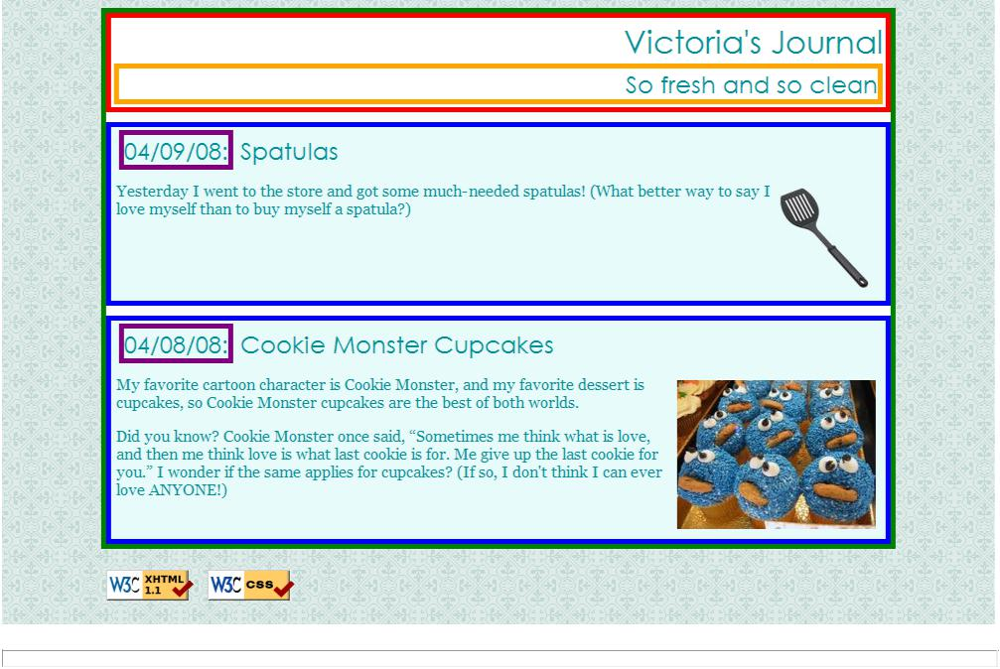 Victoria's Journal
So fresh and so clean
04/09/08: Spatulas
Yesterday I went to the store and got some much-needed spatulas! (What better way to say I
love myself than to buy myself a spatula?)
04/08/08: Cookie Monster Cupcakes
My favorite cartoon character is Cookie Monster, and my favorite dessert is
cupcakes, so Cookie Monster cupcakes are the best of both worlds.
Did you know? Cookie Monster once said, “Sometimes me think what is love,
and then me think love is what last cookie is for. Me give up the last cookie for
you.” I wonder if the same applies for cupcakes? (If so, I don't think I can ever
love ANYONE!)
W3C XHTML 1.1 W3C css